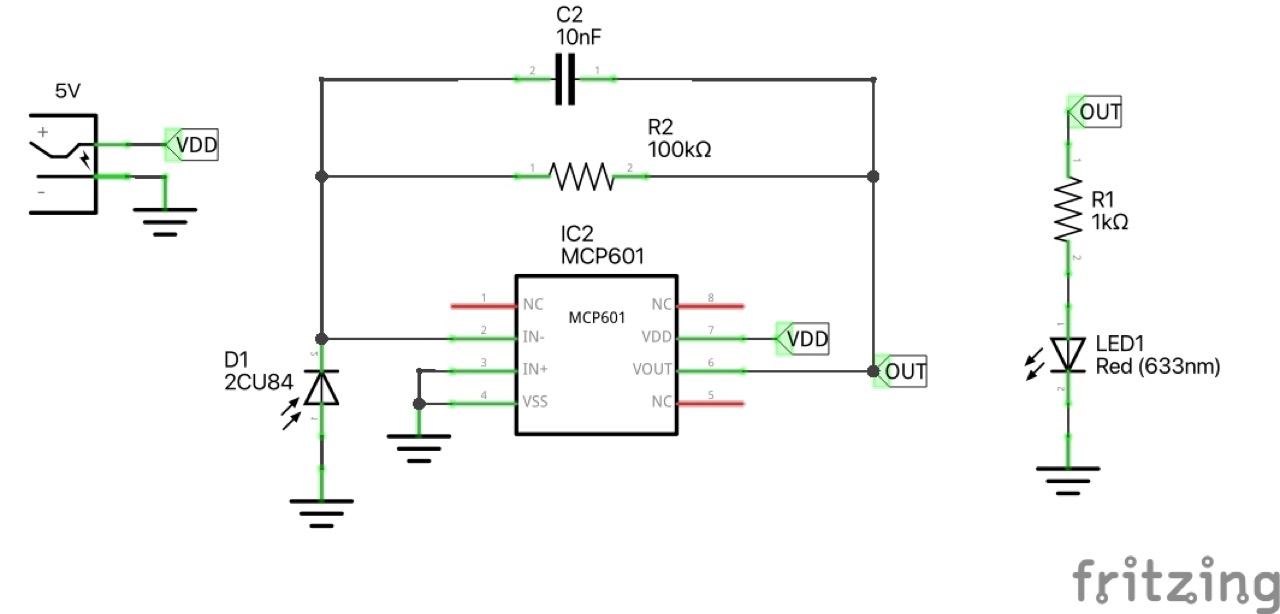 C2
10nF
2
1
5V
+
-
VDD
R2
100kΩ
1
2
OUT
1
R1
1kΩ
2
IC2
MCP601
MCP601
1
NC
NC
8
2
IN-
VDD
7
VDD
3
IN+
VOUT
6
OUT
4
VSS
NC
5
D1
2CU84
2
1
1
LED1
Red (633nm)
2
fritzing